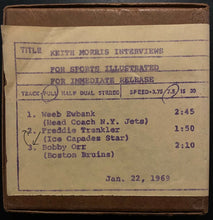 TITLE KEITH MORRIS INTERVIEWS
FOR SPORTS ILLUSTRATED
FOR IMMEDIATE RELEASE
TRACK-FULL HALF DUAL STEREO SPEED-3.75 7.5 15 30
1. Weeb Ewbank 2:45
(Head Coach N.Y. Jets)
2. Freddie Trenkler 1:50
(Ice Capades Star)
3. Bobby Orr 2:10
(Boston Bruins)
Jan. 22, 1969